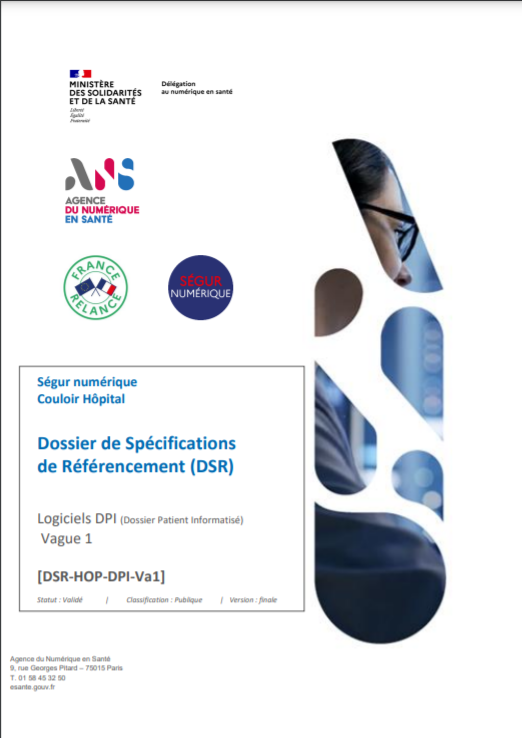 MINISTÈRE
DES SOLIDARITÉS
ET DE LA SANTÉ
Liberté
Égalité
Fraternité
Délégation
au numérique en santé
ANS
AGENCE
DU NUMÉRIQUE
EN SANTÉ
FRANCE
RELANCE
SÉGUR
NUMÉRIQUE
Ségur numérique
Couloir Hôpital
Dossier de Spécifications
de Référencement (DSR)
Logiciels DPI (Dossier Patient Informatisé)
Vague 1
[DSR-HOP-DPI-Va1]
Statut : Validé | Classification : Publique | Version : finale
Agence du Numérique en Santé
9, rue Georges Pitard – 75015 Paris
T. 01 58 45 32 50
esante.gouv.fr